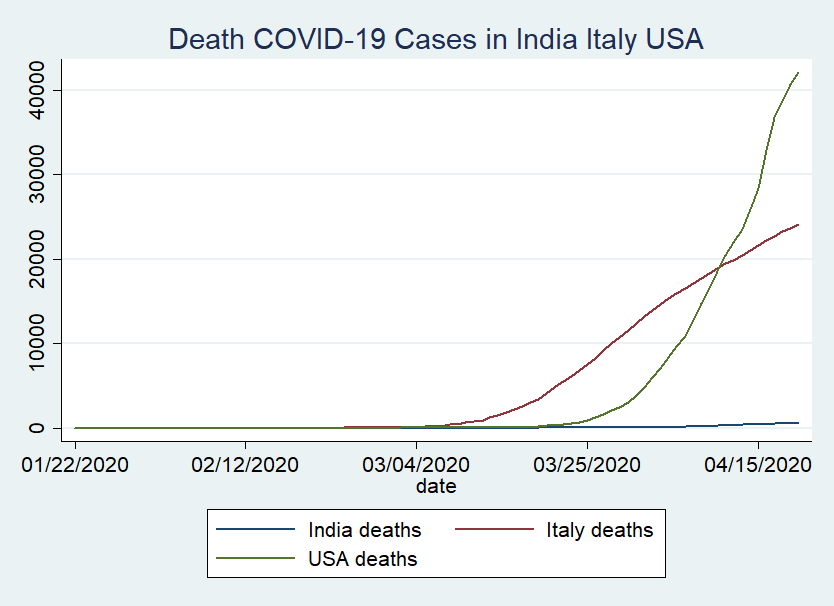 Death COVID-19 Cases in India Italy USA
40000
30000
20000
10000
0
01/22/2020 02/12/2020 03/04/2020 03/25/2020 04/15/2020
date
India deaths Italy deaths
USA deaths